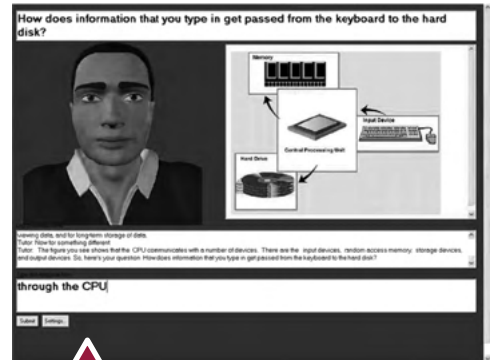 How does information that you type in get passed from the keyboard to the hard
disk?
Memory
Input Device
Central Processing Unit
Hard Drive
viewing data, and for long-term storage of data.
Tutor: Now for something different
Tutor: The figure you see shows that the CPU communicates with a number of devices. There are the input devices, random access memory, storage devices,
and output devices. So, here's your question: How does information that you type in get passed from the keyboard to the hard disk?
through the CPU
Submit Settings...